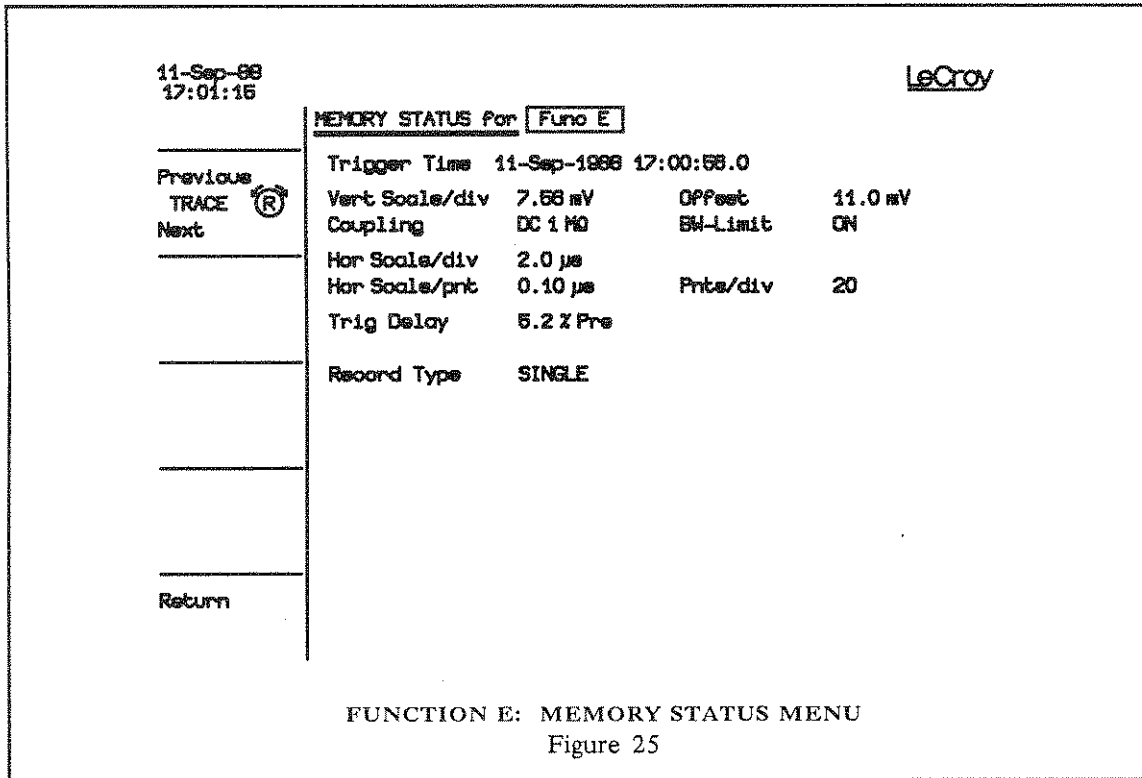 11-Sep-88
17:01:15
LeCroy
MEMORY STATUS for Func E
Trigger Time 11-Sep-1988 17:00:58.0
Previous
TRACE R
Next
Vert Scale/div 7.56 mV Offset 11.0 mV
Coupling DC 1 MΩ BW-Limit ON
Hor Scale/div 2.0 µs
Hor Scale/pnt 0.10 µs Pnts/div 20
Trig Delay 5.2 % Pre
Record Type SINGLE
Return
FUNCTION E: MEMORY STATUS MENU
Figure 25